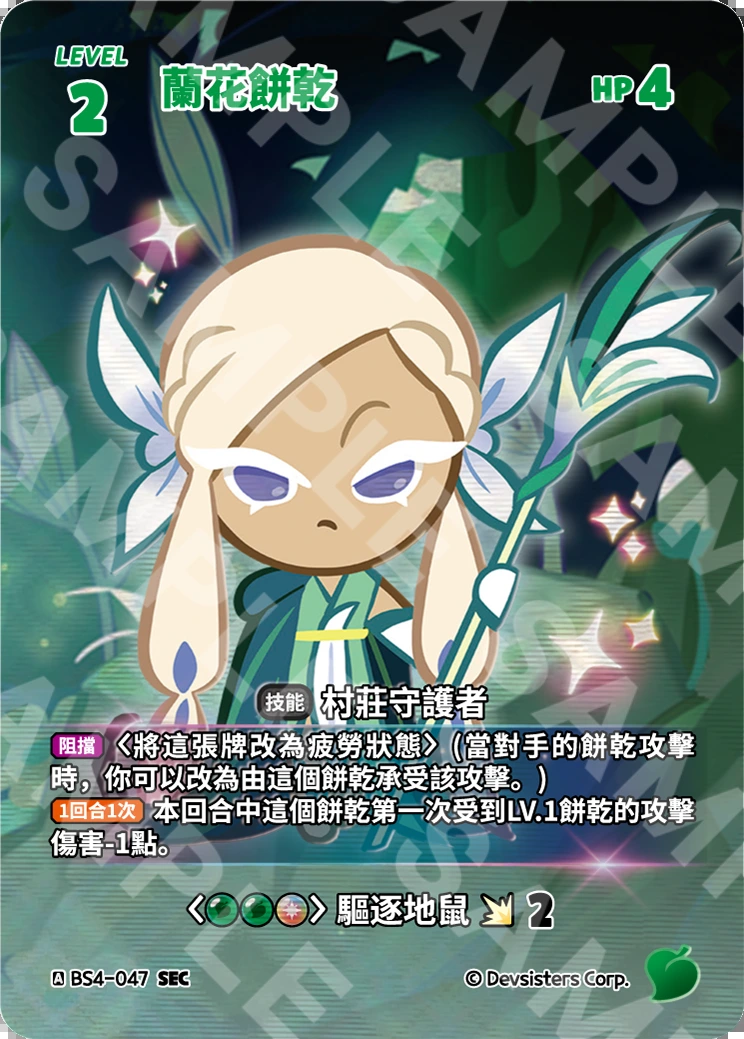 LEVEL
2
蘭花餅乾
HP 4
技能 村莊守護者
阻擋 〈將這張牌改為疲勞狀態〉(當對手的餅乾攻擊
時，你可以改為由這個餅乾承受該攻擊。)
1回合1次 本回合中這個餅乾第一次受到LV.1餅乾的攻擊
傷害-1點。
〈〉驅逐地鼠 2
A BS4-047 SEC
© Devsisters Corp.
SAMPLE SAMPLE SAMPLE